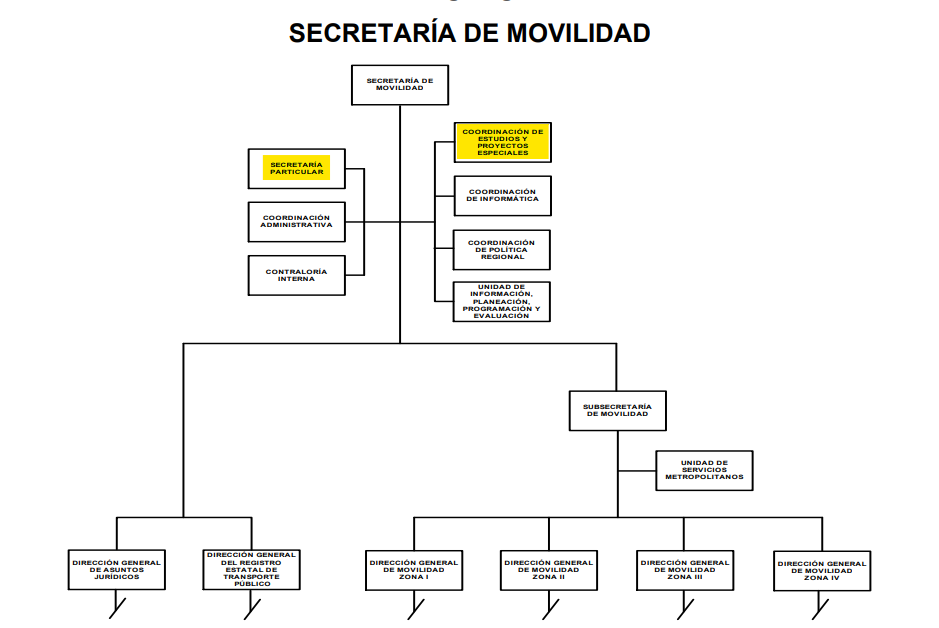 SECRETARÍA DE MOVILIDAD
SECRETARÍA DE
MOVILIDAD
SECRETARÍA
PARTICULAR
COORDINACIÓN
ADMINISTRATIVA
CONTRALORÍA
INTERNA
COORDINACIÓN DE
ESTUDIOS Y
PROYECTOS
ESPECIALES
COORDINACIÓN
DE INFORMÁTICA
COORDINACIÓN
DE POLÍTICA
REGIONAL
UNIDAD DE
INFORMACIÓN,
PLANEACIÓN,
PROGRAMACIÓN Y
EVALUACIÓN
SUBSECRETARÍA
DE MOVILIDAD
UNIDAD DE
SERVICIOS
METROPOLITANOS
DIRECCIÓN GENERAL
DE ASUNTOS
JURÍDICOS
DIRECCIÓN GENERAL
DEL REGISTRO
ESTATAL DE
TRANSPORTE
PÚBLICO
DIRECCIÓN GENERAL
DE MOVILIDAD
ZONA I
DIRECCIÓN GENERAL
DE MOVILIDAD
ZONA II
DIRECCIÓN GENERAL
DE MOVILIDAD
ZONA III
DIRECCIÓN GENERAL
DE MOVILIDAD
ZONA IV